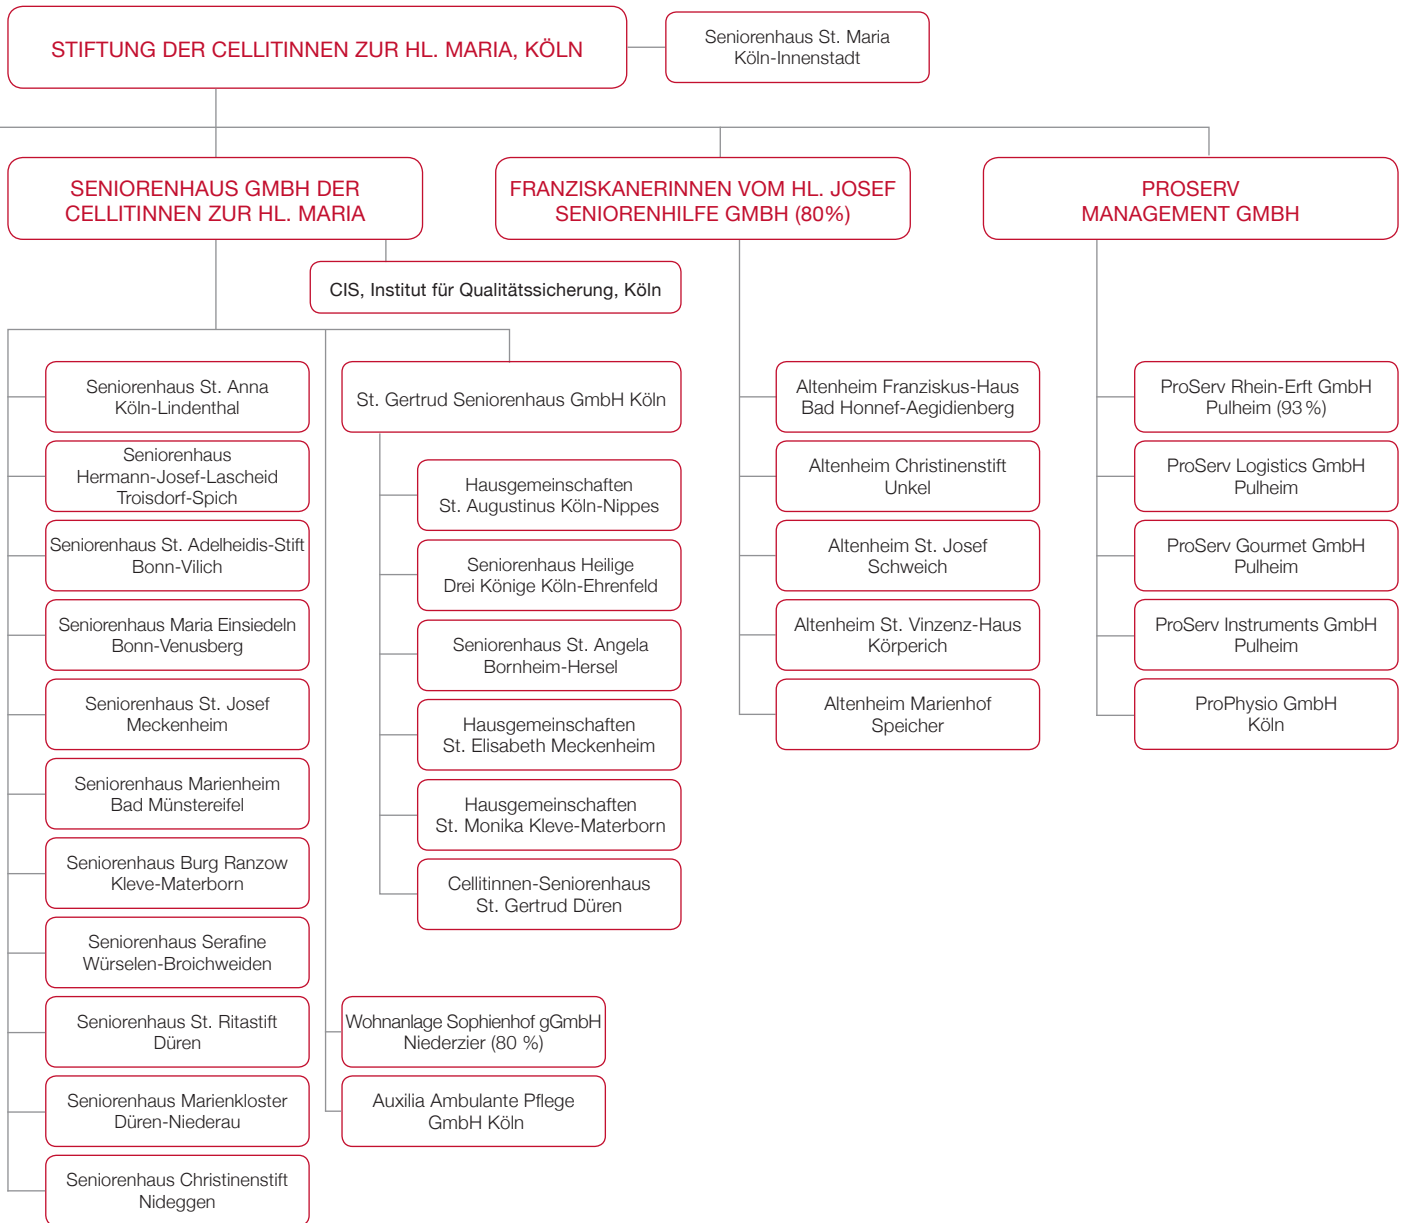 STIFTUNG DER CELLITINNEN ZUR HL. MARIA, KÖLN
Seniorenhaus St. Maria
Köln-Innenstadt
SENIORENHAUS GMBH DER
CELLITINNEN ZUR HL. MARIA
FRANZISKANERINNEN VOM HL. JOSEF
SENIORENHILFE GMBH (80%)
PROSERV
MANAGEMENT GMBH
CIS, Institut für Qualitätssicherung, Köln
Seniorenhaus St. Anna
Köln-Lindenthal
Seniorenhaus
Hermann-Josef-Lascheid
Troisdorf-Spich
Seniorenhaus St. Adelheidis-Stift
Bonn-Vilich
Seniorenhaus Maria Einsiedeln
Bonn-Venusberg
Seniorenhaus St. Josef
Meckenheim
Seniorenhaus Marienheim
Bad Münstereifel
Seniorenhaus Burg Ranzow
Kleve-Materborn
Seniorenhaus Serafine
Würselen-Broichweiden
Seniorenhaus St. Ritastift
Düren
Seniorenhaus Marienkloster
Düren-Niederau
Seniorenhaus Christinenstift
Nideggen
St. Gertrud Seniorenhaus GmbH Köln
Hausgemeinschaften
St. Augustinus Köln-Nippes
Seniorenhaus Heilige
Drei Könige Köln-Ehrenfeld
Seniorenhaus St. Angela
Bornheim-Hersel
Hausgemeinschaften
St. Elisabeth Meckenheim
Hausgemeinschaften
St. Monika Kleve-Materborn
Cellitinnen-Seniorenhaus
St. Gertrud Düren
Wohnanlage Sophienhof gGmbH
Niederzier (80 %)
Auxilia Ambulante Pflege
GmbH Köln
Altenheim Franziskus-Haus
Bad Honnef-Aegidienberg
Altenheim Christinenstift
Unkel
Altenheim St. Josef
Schweich
Altenheim St. Vinzenz-Haus
Körperich
Altenheim Marienhof
Speicher
ProServ Rhein-Erft GmbH
Pulheim (93 %)
ProServ Logistics GmbH
Pulheim
ProServ Gourmet GmbH
Pulheim
ProServ Instruments GmbH
Pulheim
ProPhysio GmbH
Köln